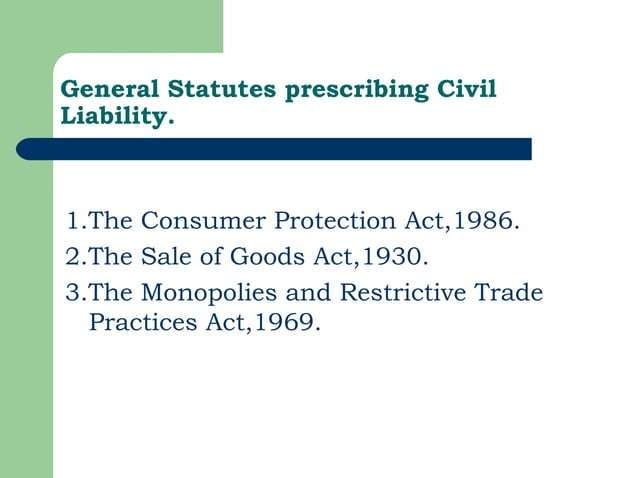 General Statutes prescribing Civil
Liability.
1.The Consumer Protection Act,1986.
2.The Sale of Goods Act,1930.
3.The Monopolies and Restrictive Trade
Practices Act,1969.